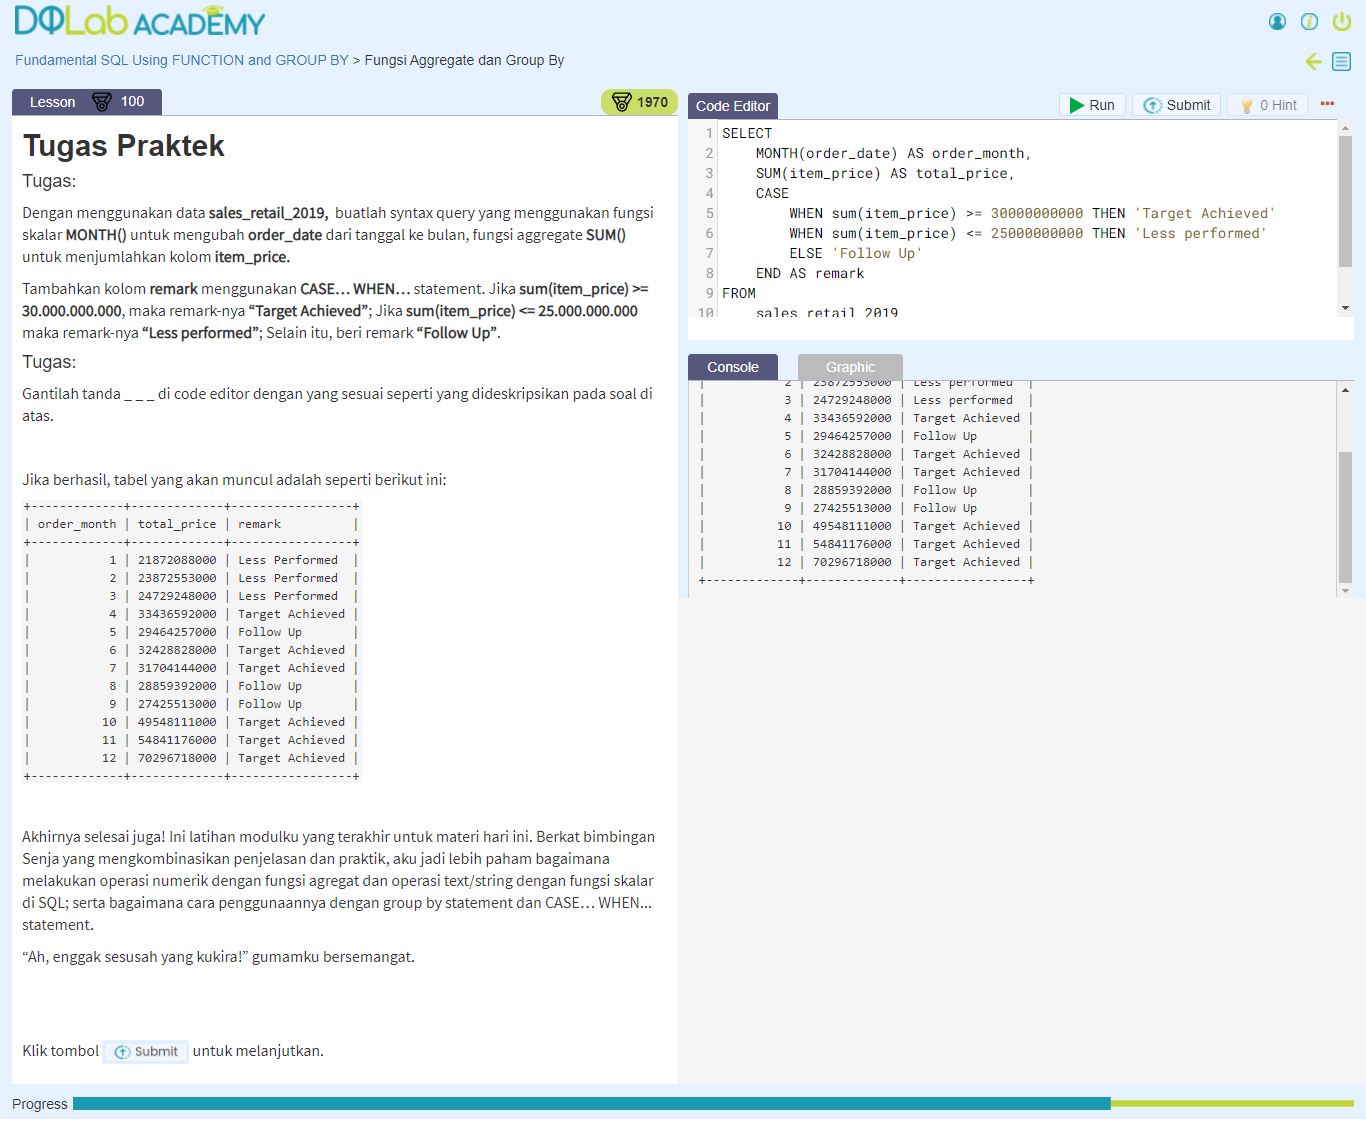 DQLab ACADEMY
Fundamental SQL Using FUNCTION and GROUP BY > Fungsi Aggregate dan Group By
Lesson 100
1970
Tugas Praktek
Tugas:
Dengan menggunakan data sales_retail_2019, buatlah syntax query yang menggunakan fungsi
skalar MONTH() untuk mengubah order_date dari tanggal ke bulan, fungsi aggregate SUM()
untuk menjumlahkan kolom item_price.
Tambahkan kolom remark menggunakan CASE... WHEN... statement. Jika sum(item_price) >=
30.000.000.000, maka remark-nya “Target Achieved”; Jika sum(item_price) <= 25.000.000.000
maka remark-nya “Less performed”; Selain itu, beri remark “Follow Up”.
Tugas:
Gantilah tanda _ _ _ di code editor dengan yang sesuai seperti yang dideskripsikan pada soal di
atas.
Jika berhasil, tabel yang akan muncul adalah seperti berikut ini:
+-------------+-------------+-----------------+
| order_month | total_price | remark |
+-------------+-------------+-----------------+
| 1 | 21872088000 | Less Performed |
| 2 | 23872553000 | Less Performed |
| 3 | 24729248000 | Less Performed |
| 4 | 33436592000 | Target Achieved |
| 5 | 29464257000 | Follow Up |
| 6 | 32428828000 | Target Achieved |
| 7 | 31704144000 | Target Achieved |
| 8 | 28859392000 | Follow Up |
| 9 | 27425513000 | Follow Up |
| 10 | 49548111000 | Target Achieved |
| 11 | 54841176000 | Target Achieved |
| 12 | 70296718000 | Target Achieved |
+-------------+-------------+-----------------+
Akhirnya selesai juga! Ini latihan modulku yang terakhir untuk materi hari ini. Berkat bimbingan
Senja yang mengkombinasikan penjelasan dan praktik, aku jadi lebih paham bagaimana
melakukan operasi numerik dengan fungsi agregat dan operasi text/string dengan fungsi skalar
di SQL; serta bagaimana cara penggunaannya dengan group by statement dan CASE... WHEN...
statement.
“Ah, enggak sesusah yang kukira!” gumamku bersemangat.
Klik tombol Submit untuk melanjutkan.
Code Editor
Run
Submit
0 Hint
1 SELECT
2 MONTH(order_date) AS order_month,
3 SUM(item_price) AS total_price,
4 CASE
5 WHEN sum(item_price) >= 30000000000 THEN 'Target Achieved'
6 WHEN sum(item_price) <= 25000000000 THEN 'Less performed'
7 ELSE 'Follow Up'
8 END AS remark
9 FROM
10 sales_retail_2019
Console
Graphic
| 2 | 23872553000 | Less performed |
| 3 | 24729248000 | Less performed |
| 4 | 33436592000 | Target Achieved |
| 5 | 29464257000 | Follow Up |
| 6 | 32428828000 | Target Achieved |
| 7 | 31704144000 | Target Achieved |
| 8 | 28859392000 | Follow Up |
| 9 | 27425513000 | Follow Up |
| 10 | 49548111000 | Target Achieved |
| 11 | 54841176000 | Target Achieved |
| 12 | 70296718000 | Target Achieved |
+-------------+-------------+-----------------+
Progress